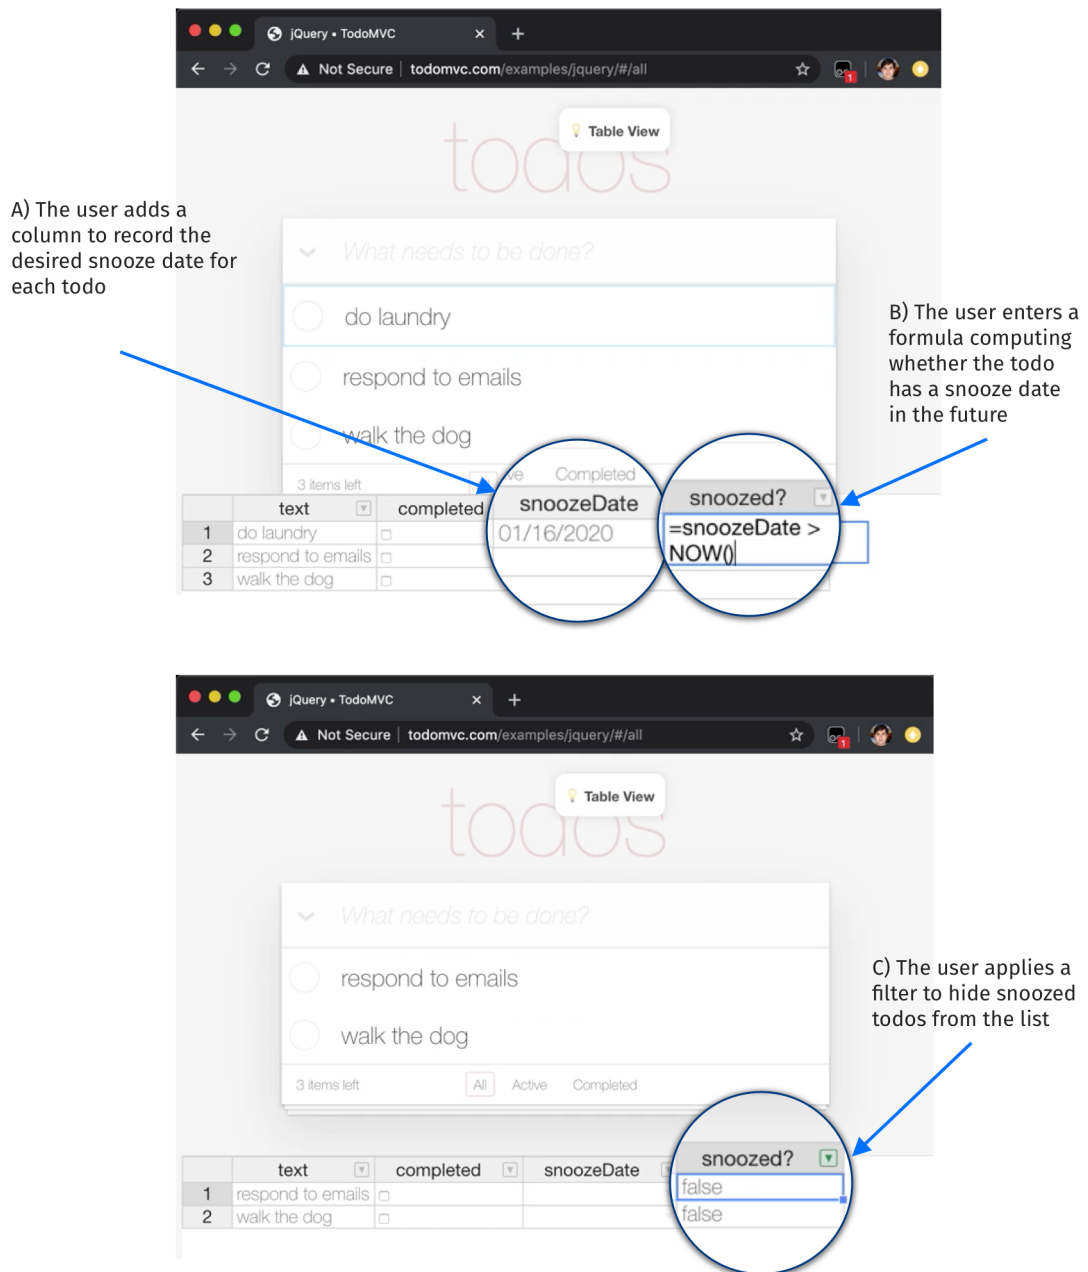 jQuery • TodoMVC
Not Secure | todomvc.com/examples/jquery/#/all
1
todos
Table View
A) The user adds a
column to record the
desired snooze date for
each todo
What needs to be done?
do laundry
respond to emails
walk the dog
B) The user enters a
formula computing
whether the todo
has a snooze date
in the future
3 items left
Completed
text completed snoozeDate snoozed?
1 do laundry 01/16/2020 =snoozeDate >
NOW()
2 respond to emails
3 walk the dog
jQuery • TodoMVC
Not Secure | todomvc.com/examples/jquery/#/all
1
todos
Table View
What needs to be done?
respond to emails
walk the dog
C) The user applies a
filter to hide snoozed
todos from the list
3 items left All Active Completed
text completed snoozeDate snoozed?
1 respond to emails false
2 walk the dog false